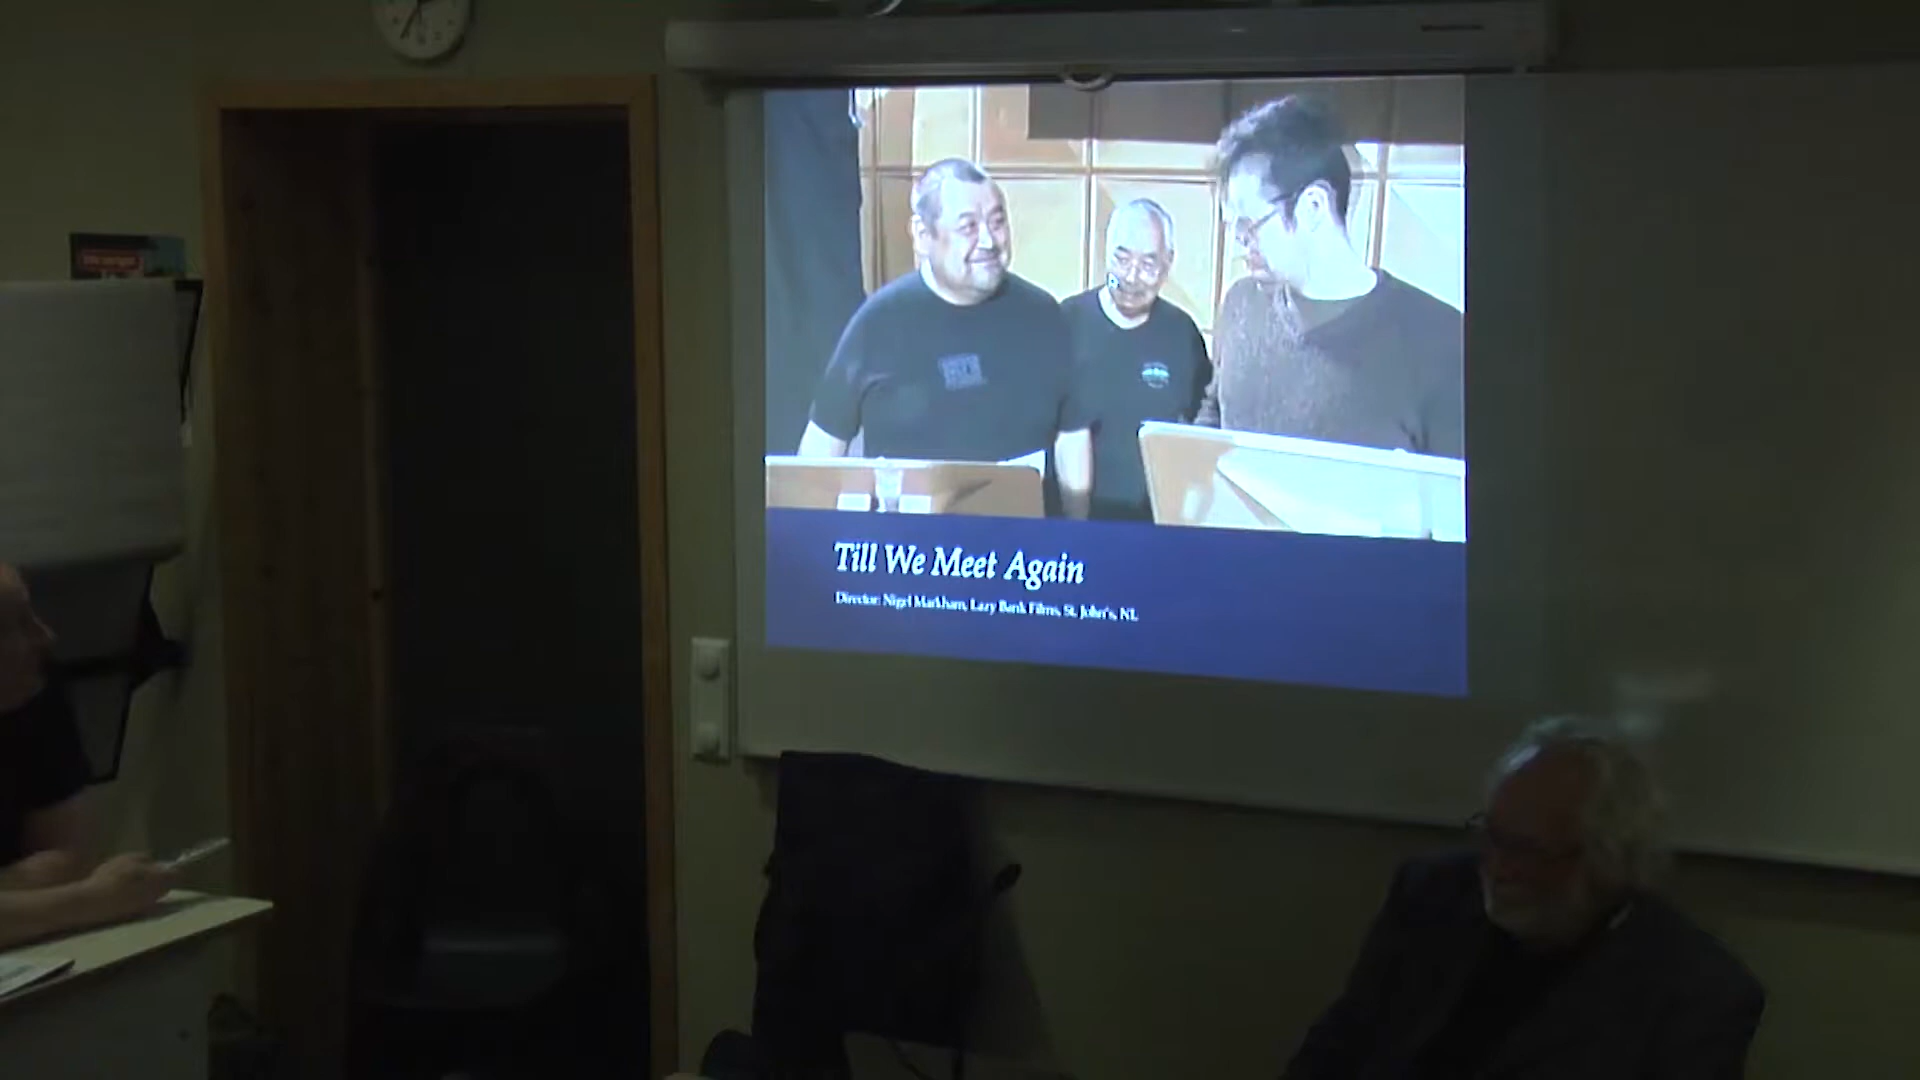 Till We Meet Again
Director: Nigel Markham, Lazy Bank Films, St. John's, NL